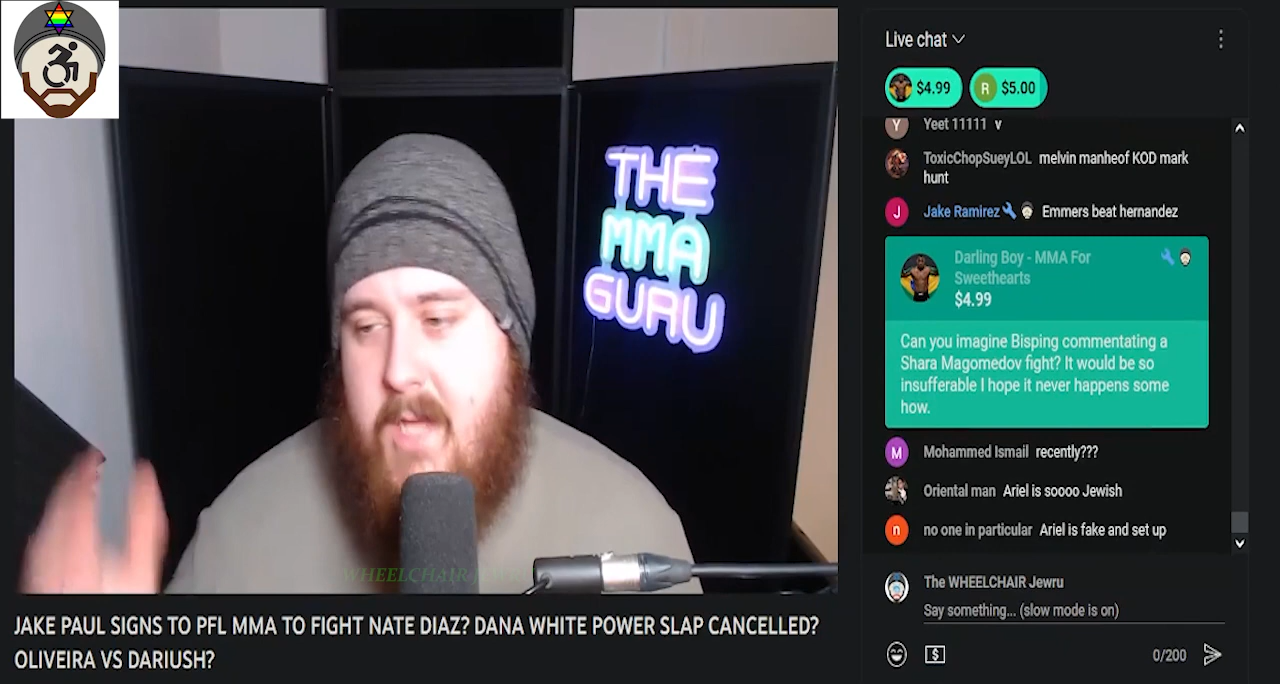 THE
MMA
GURU
WHEELCHAIR JEWRU
JAKE PAUL SIGNS TO PFL MMA TO FIGHT NATE DIAZ? DANA WHITE POWER SLAP CANCELLED?
OLIVEIRA VS DARIUSH?
Live chat
$4.99
R $5.00
Y Yeet 11111 v
ToxicChopSueyLOL melvin manheof KOD mark
hunt
J Jake Ramirez Emmers beat hernandez
Darling Boy - MMA For
Sweethearts
$4.99
Can you imagine Bisping commentating a
Shara Magomedov fight? It would be so
insufferable I hope it never happens some
how.
M Mohammed Ismail recently???
Oriental man Ariel is soooo Jewish
n no one in particular Ariel is fake and set up
The WHEELCHAIR Jewru
Say something... (slow mode is on)
$ 0/200